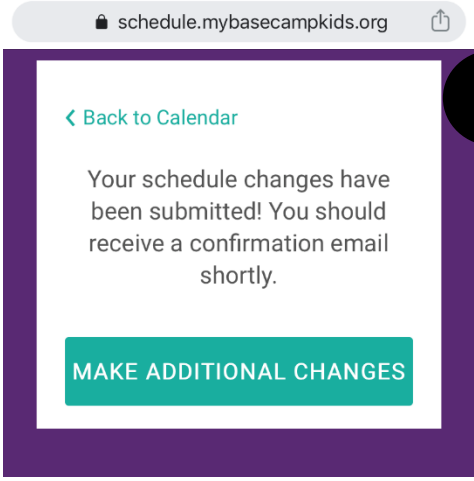 schedule.mybasecampkids.org
Back to Calendar
Your schedule changes have
been submitted! You should
receive a confirmation email
shortly.
MAKE ADDITIONAL CHANGES